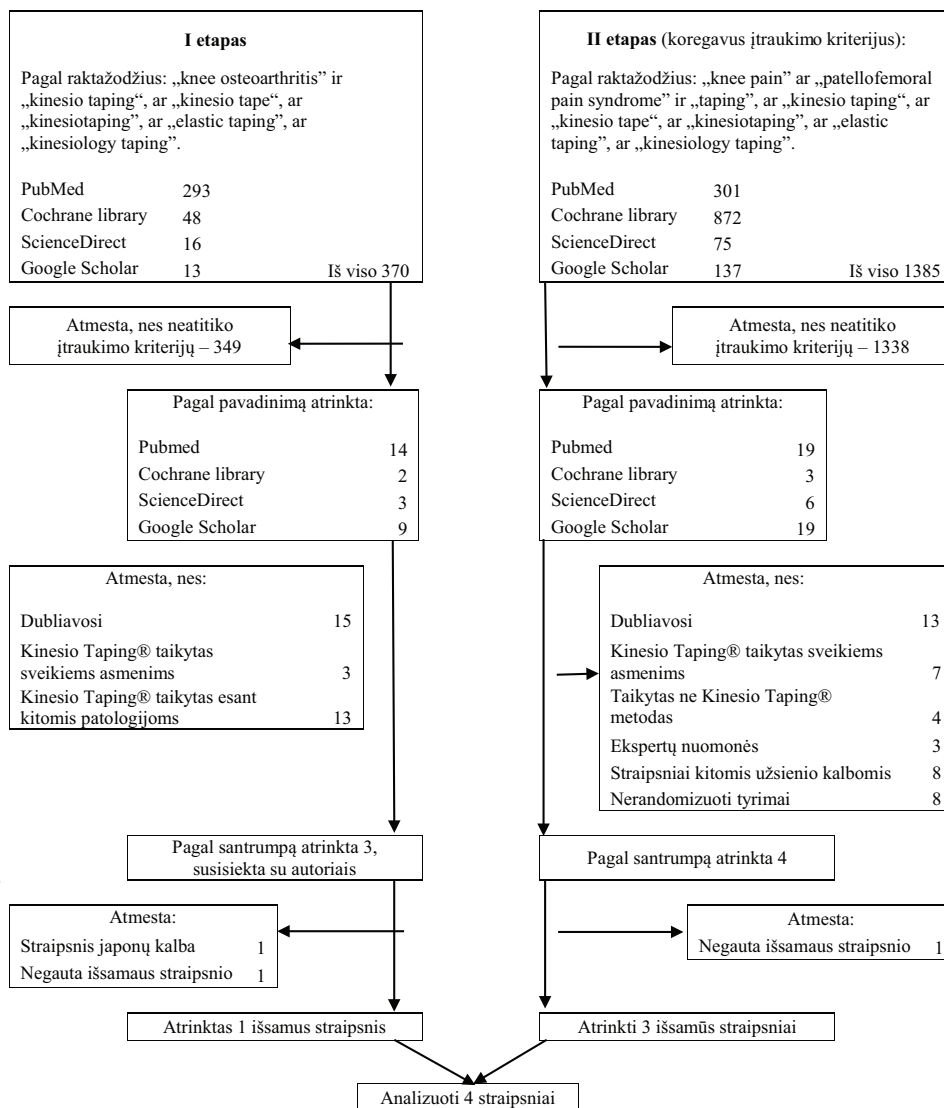 I etapas
Pagal raktažodžius: „knee osteoarthritis” ir
„kinesio taping“, ar „kinesio tape“, ar
„kinesiotaping”, ar „elastic taping”, ar
„kinesiology taping”.
PubMed 293
Cochrane library 48
ScienceDirect 16
Google Scholar 13 Iš viso 370
II etapas (koregavus įtraukimo kriterijus):
Pagal raktažodžius: „knee pain” ar „patellofemoral
pain syndrome” ir „taping”, ar „kinesio taping“, ar
„kinesio tape“, ar „kinesiotaping”, ar „elastic
taping”, ar „kinesiology taping”.
PubMed 301
Cochrane library 872
ScienceDirect 75
Google Scholar 137 Iš viso 1385
Atmesta, nes neatitiko
įtraukimo kriterijų – 349
Atmesta, nes neatitiko
įtraukimo kriterijų – 1338
Pagal pavadinimą atrinkta:
Pubmed 14
Cochrane library 2
ScienceDirect 3
Google Scholar 9
Pagal pavadinimą atrinkta:
Pubmed 19
Cochrane library 3
ScienceDirect 6
Google Scholar 19
Atmesta, nes:
Dubliavosi 15
Kinesio Taping® taikytas
sveikiems asmenims 3
Kinesio Taping® taikytas esant
kitomis patologijoms 13
Atmesta, nes:
Dubliavosi 13
Kinesio Taping® taikytas sveikiems
asmenims 7
Taikytas ne Kinesio Taping®
metodas 4
Ekspertų nuomonės 3
Straipsniai kitomis užsienio kalbomis 8
Nerandomizuoti tyrimai 8
Pagal santrumpą atrinkta 3,
susisiekta su autoriais
Pagal santrumpą atrinkta 4
Atmesta:
Straipsnis japonų kalba 1
Negauta išsamaus straipsnio 1
Atmesta:
Negauta išsamaus straipsnio 1
Atrinktas 1 išsamus straipsnis
Atrinkti 3 išsamūs straipsniai
Analizuoti 4 straipsniai